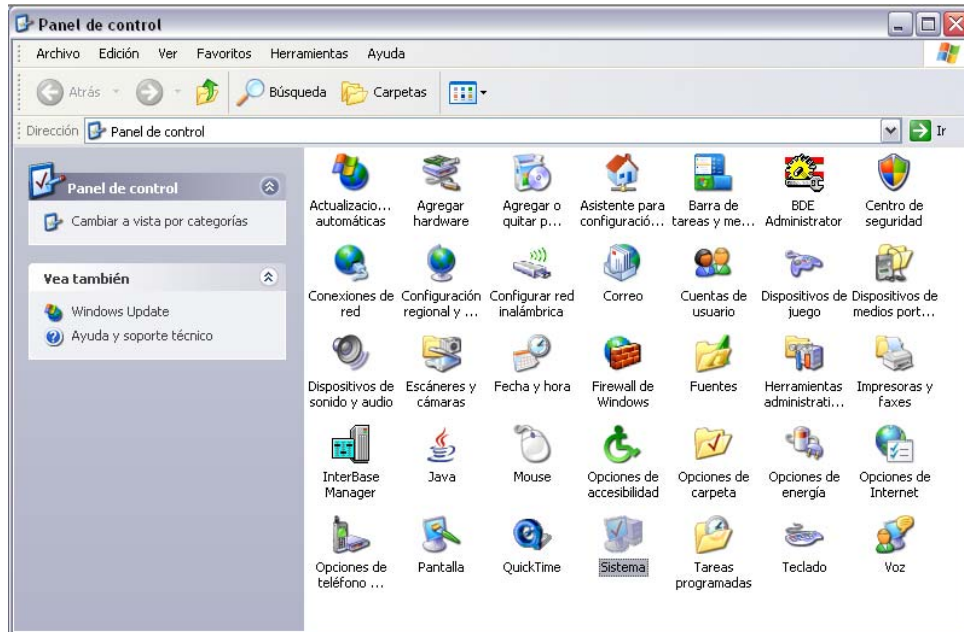 Panel de control
Archivo Edición Ver Favoritos Herramientas Ayuda
Atrás Búsqueda Carpetas
Dirección Panel de control Ir
Panel de control
Cambiar a vista por categorías
Vea también
Windows Update
Ayuda y soporte técnico
Actualizacio... Agregar Agregar o Asistente para Barra de BDE Centro de
automáticas hardware quitar p... configuració... tareas y me... Administrator seguridad
Conexiones de Configuración Configurar red Correo Cuentas de Dispositivos de Dispositivos de
red regional y ... inalámbrica usuario juego medios port...
Dispositivos de Escáneres y Fecha y hora Firewall de Fuentes Herramientas Impresoras y
sonido y audio cámaras Windows administrati... faxes
InterBase Java Mouse Opciones de Opciones de Opciones de Opciones de
Manager accesibilidad carpeta energía Internet
Opciones de Pantalla QuickTime Sistema Tareas Teclado Voz
teléfono ... programadas